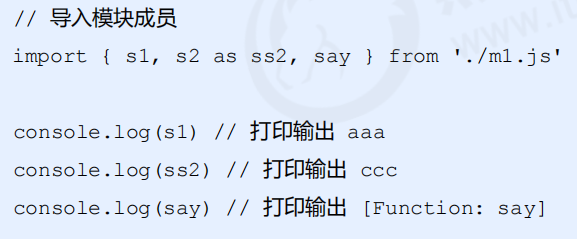 // 导入模块成员
import { s1, s2 as ss2, say } from './m1.js'
console.log(s1) // 打印输出 aaa
console.log(ss2) // 打印输出 ccc
console.log(say) // 打印输出 [Function: say]